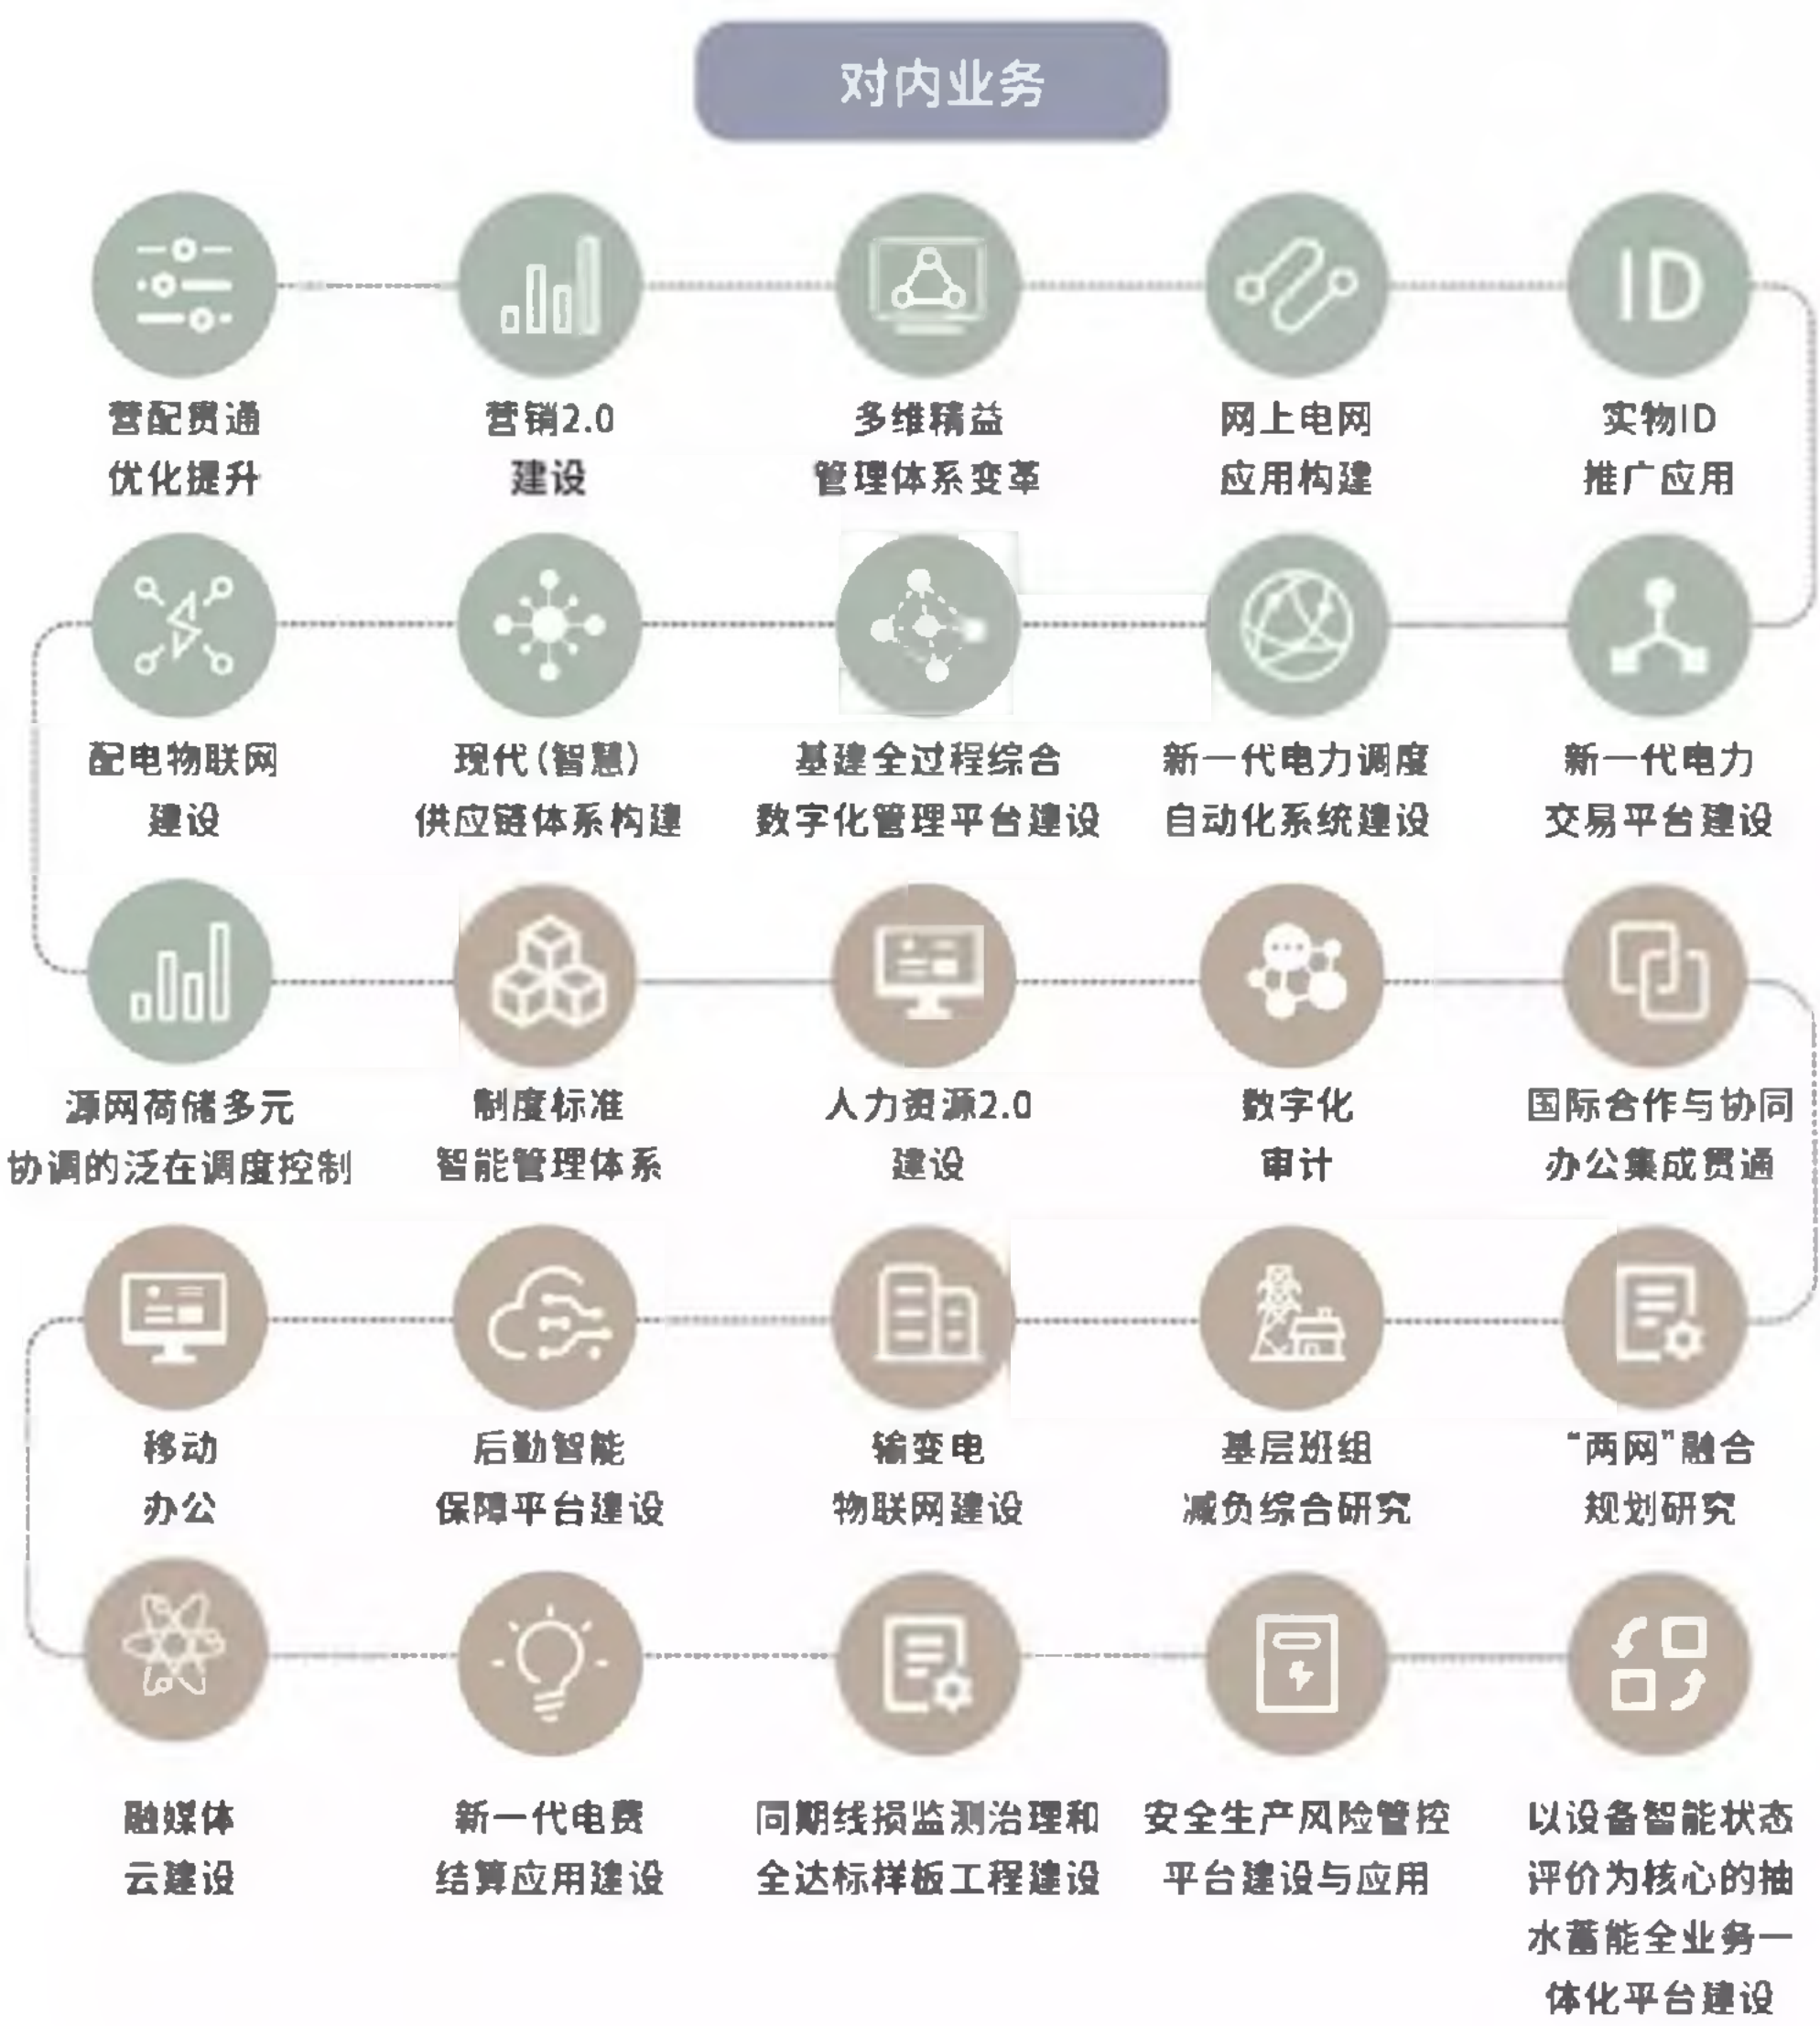 对内业务
ID
营配贯通
优化提升
营销2.0
建设
多维精益
管理体系变革
网上电网
应用构建
实物ID
推广应用
配电物联网
建设
现代(智慧)
供应链体系构建
基建全过程综合
数字化管理平台建设
新一代电力调度
自动化系统建设
新一代电力
交易平台建设
源网荷储多元
协调的泛在调度控制
制度标准
智能管理体系
人力资源2.0
建设
数字化
审计
国际合作与协同
办公集成贯通
移动
办公
后勤智能
保障平台建设
输变电
物联网建设
基层班组
减负综合研究
“两网”融合
规划研究
融媒体
云建设
新一代电费
结算应用建设
同期线损监测治理和
全达标样板工程建设
安全生产风险管控
平台建设与应用
以设备智能状态
评价为核心的抽
水蓄能全业务一
体化平台建设